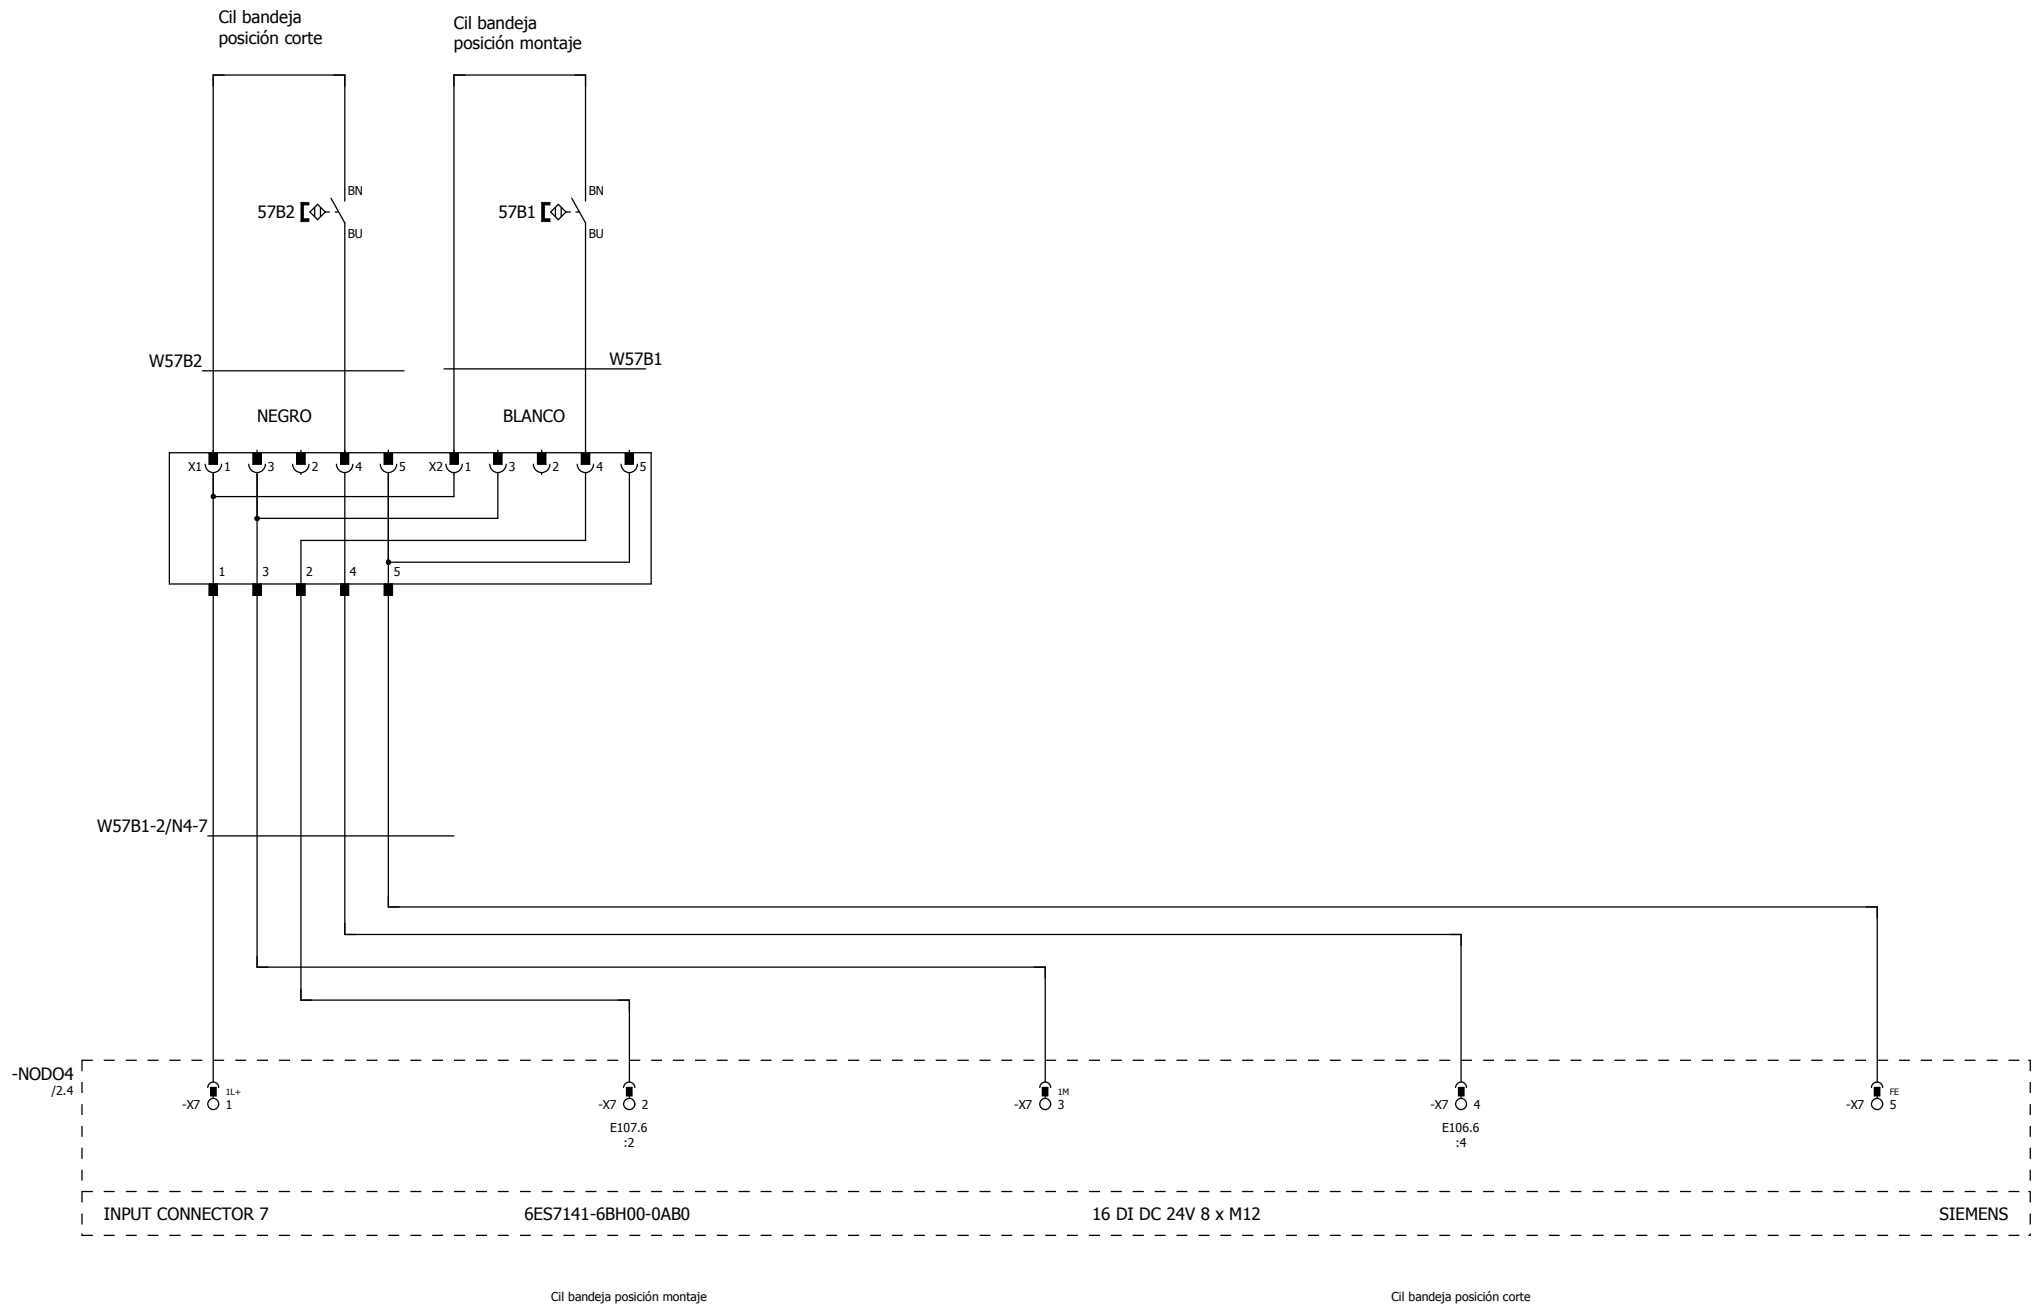 Cil bandeja
posición corte
Cil bandeja
posición montaje
BN
57B2
BU
BN
57B1
BU
W57B2
W57B1
NEGRO
BLANCO
X1 1 3 2 4 5 X2 1 3 2 4 5
1 3 2 4 5
W57B1-2/N4-7
-NODO4
/2.4
1L+
-X7 1
-X7 2
1M
-X7 3
-X7 4
FE
-X7 5
E107.6
:2
E106.6
:4
INPUT CONNECTOR 7 6ES7141-6BH00-0AB0 16 DI DC 24V 8 x M12 SIEMENS
Cil bandeja posición montaje
Cil bandeja posición corte